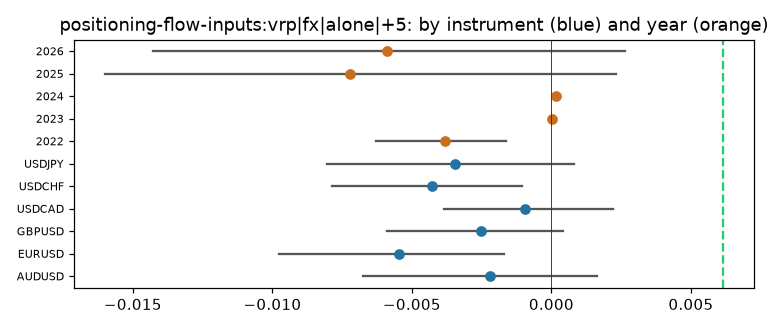 positioning-flow-inputs:vrp|fx|alone|+5: by instrument (blue) and year (orange)
2026
2025
2024
2023
2022
USDJPY
USDCHF
USDCAD
GBPUSD
EURUSD
AUDUSD
−0.015 −0.010 −0.005 0.000 0.005